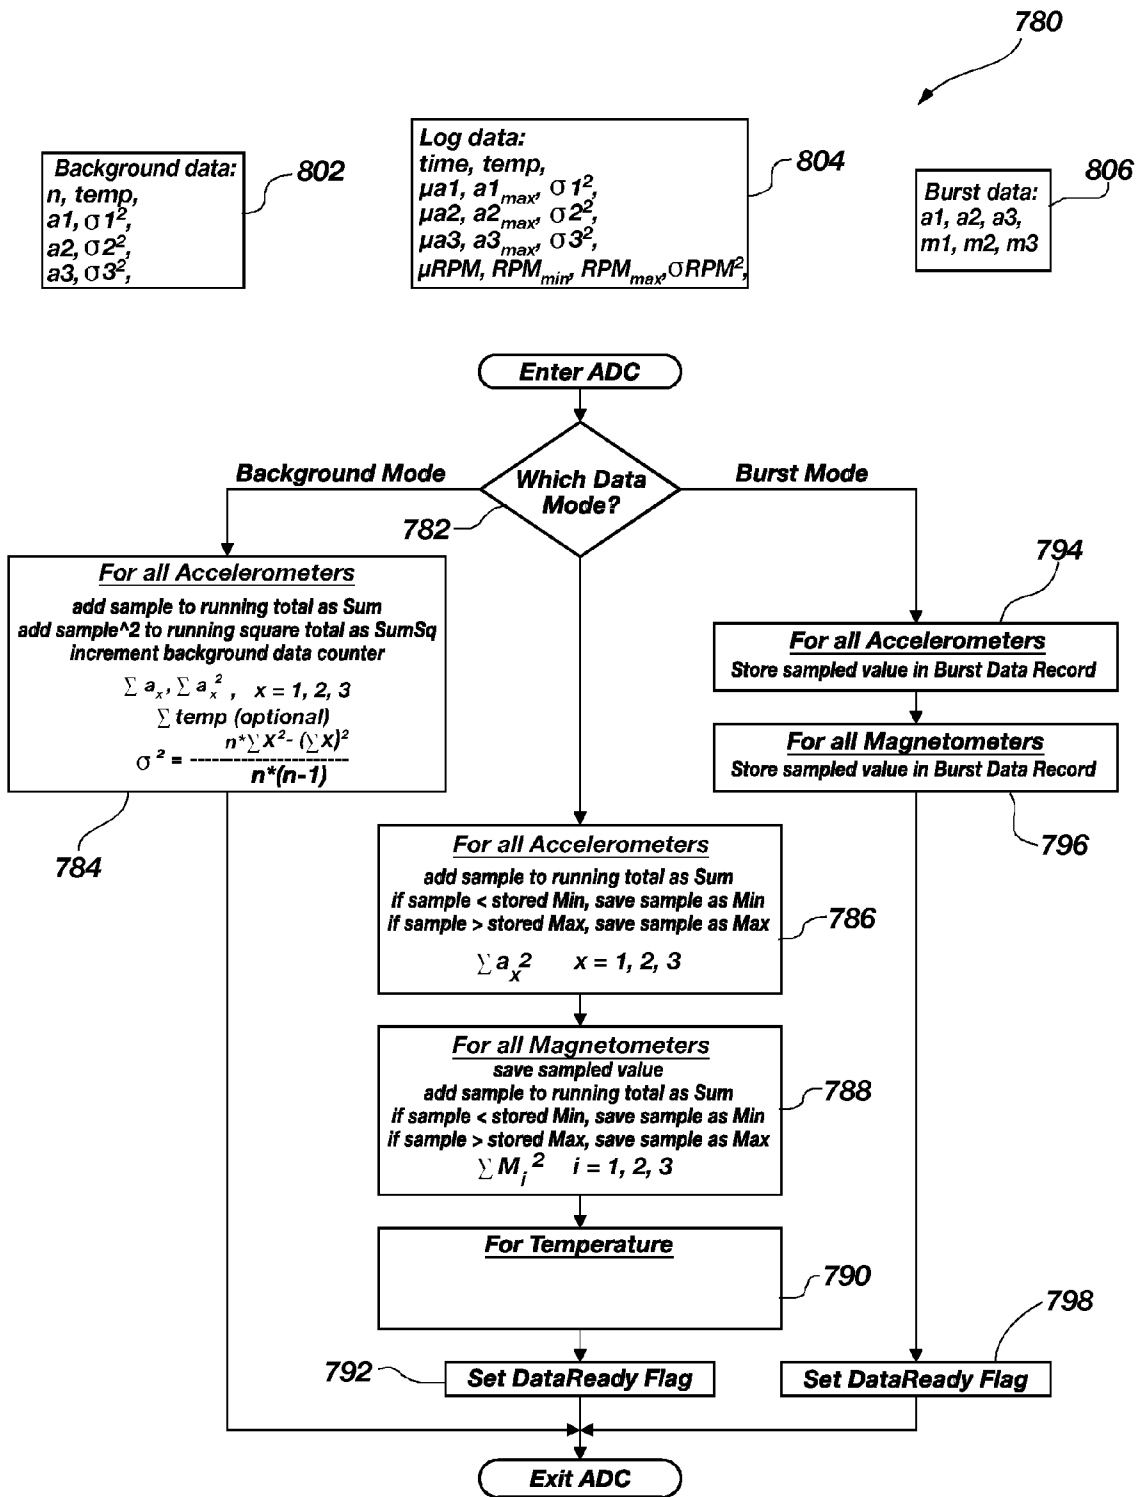 780
Background data:
n, temp,
a1, σ1²,
a2, σ2²,
a3, σ3²,
802
Log data:
time, temp,
μa1, a1max, σ1²,
μa2, a2max, σ2²,
μa3, a3max, σ3²,
μRPM, RPMmin, RPMmax, σRPM²,
804
Burst data:
a1, a2, a3,
m1, m2, m3
806
Enter ADC
Which Data
Mode?
782
Background Mode
Burst Mode
For all Accelerometers
add sample to running total as Sum
add sample^2 to running square total as SumSq
increment background data counter
∑ ax, ∑ ax², x = 1, 2, 3
∑ temp (optional)
n*∑X²- (∑X)²
σ² = ----------------------
n*(n-1)
784
794
For all Accelerometers
Store sampled value in Burst Data Record
For all Magnetometers
Store sampled value in Burst Data Record
796
For all Accelerometers
add sample to running total as Sum
if sample < stored Min, save sample as Min
if sample > stored Max, save sample as Max
∑ ax2 x = 1, 2, 3
786
For all Magnetometers
save sampled value
add sample to running total as Sum
if sample < stored Min, save sample as Min
if sample > stored Max, save sample as Max
∑ Mi² i = 1, 2, 3
788
For Temperature
790
792
Set DataReady Flag
798
Set DataReady Flag
Exit ADC